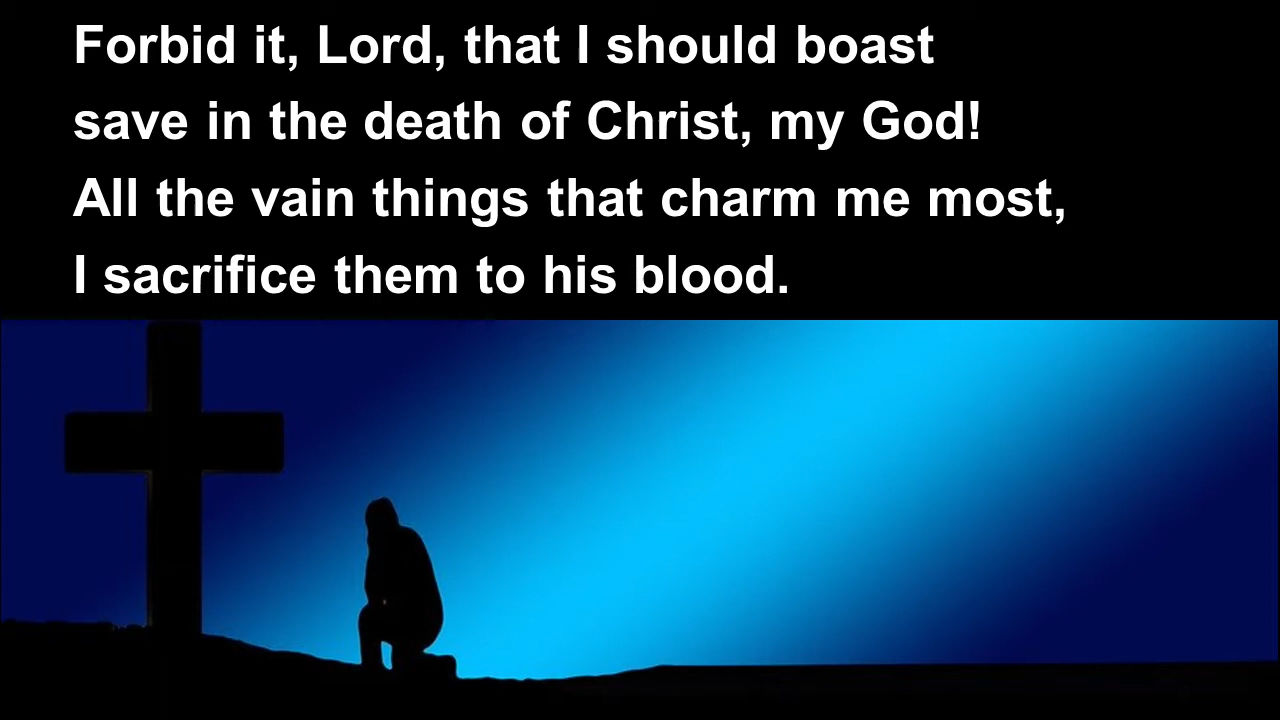 Forbid it, Lord, that I should boast
save in the death of Christ, my God!
All the vain things that charm me most,
I sacrifice them to his blood.